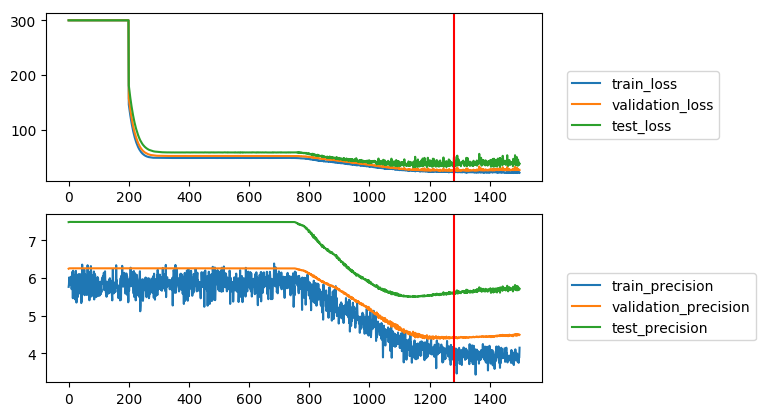 300
200
100
0 200 400 600 800 1000 1200 1400
train_loss
validation_loss
test_loss
7
6
5
4
0 200 400 600 800 1000 1200 1400
train_precision
validation_precision
test_precision